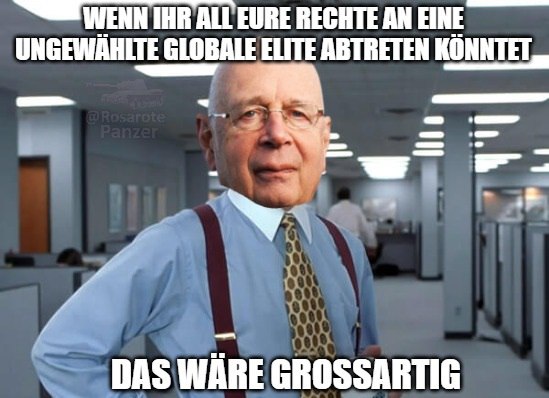 WENN IHR ALL EURE RECHTE AN EINE
UNGEWÄHLTE GLOBALE ELITE ABTRETEN KÖNNTET
@Rosarote
Panzer
DAS WÄRE GROSSARTIG